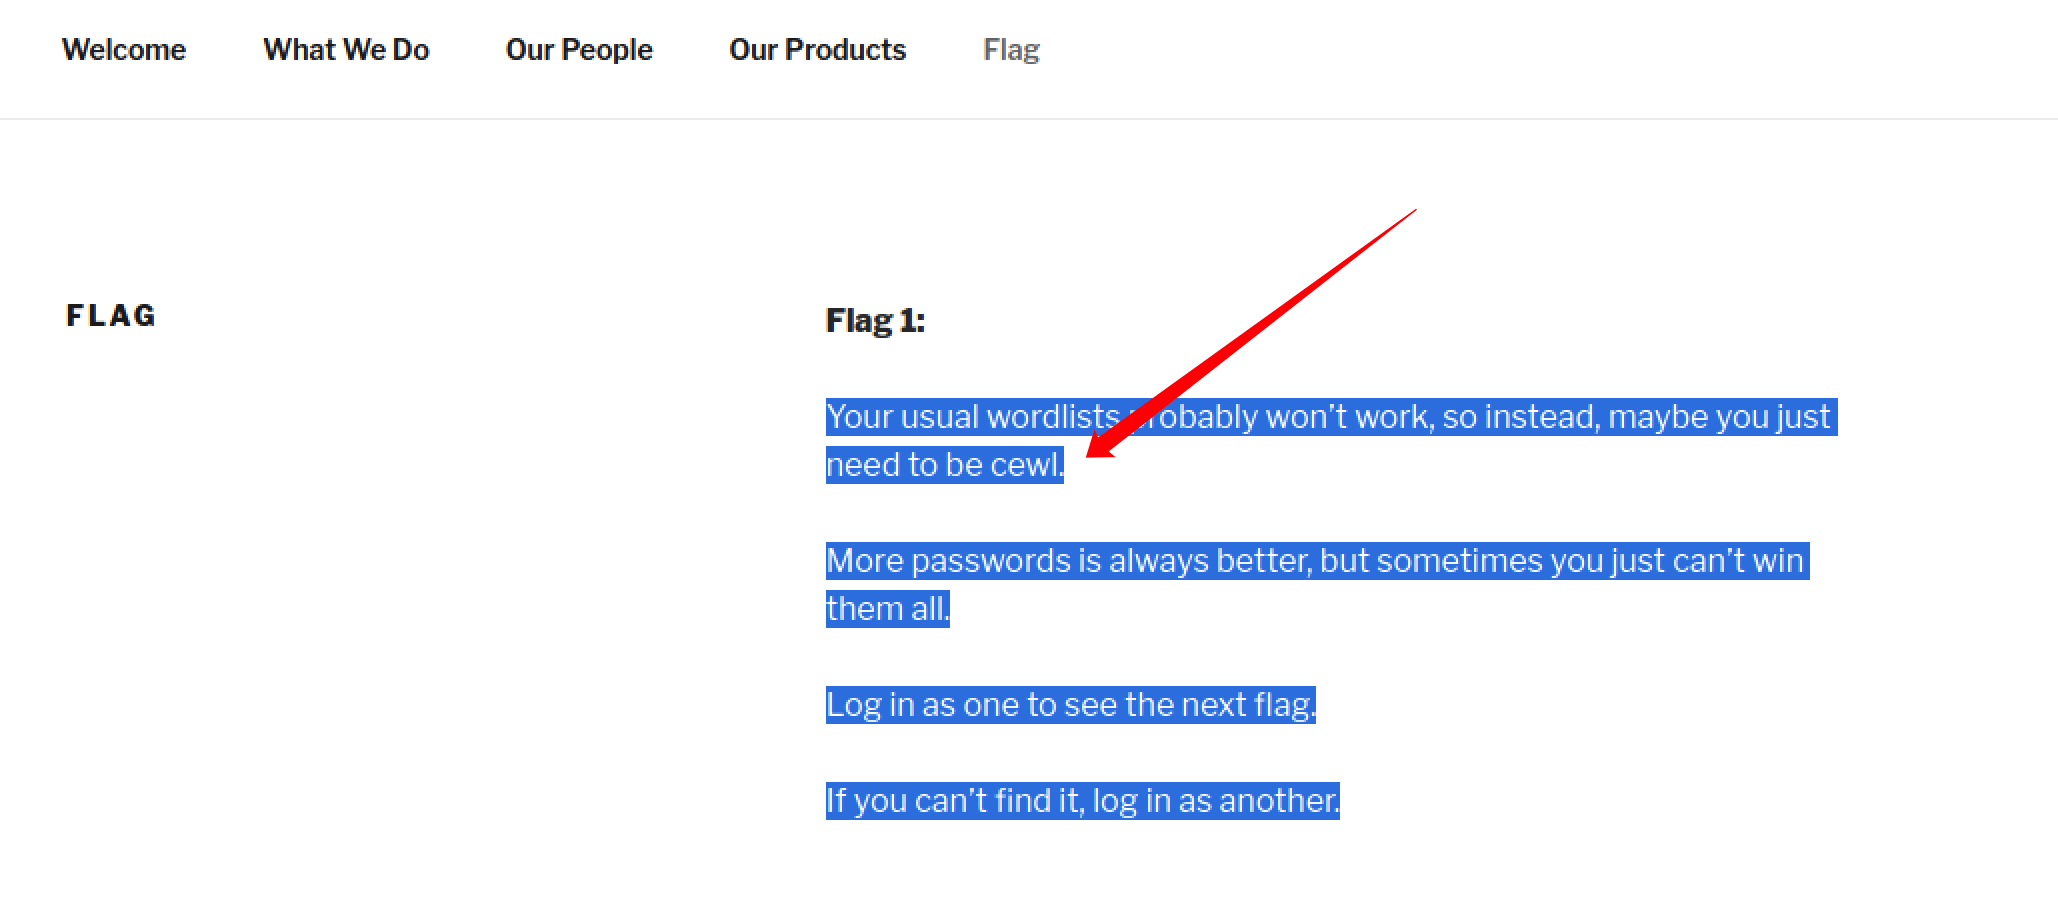 Welcome What We Do Our People Our Products Flag
FLAG
Flag 1:
Your usual wordlists probably won't work, so instead, maybe you just
need to be cewl.
More passwords is always better, but sometimes you just can't win
them all.
Log in as one to see the next flag.
If you can't find it, log in as another.